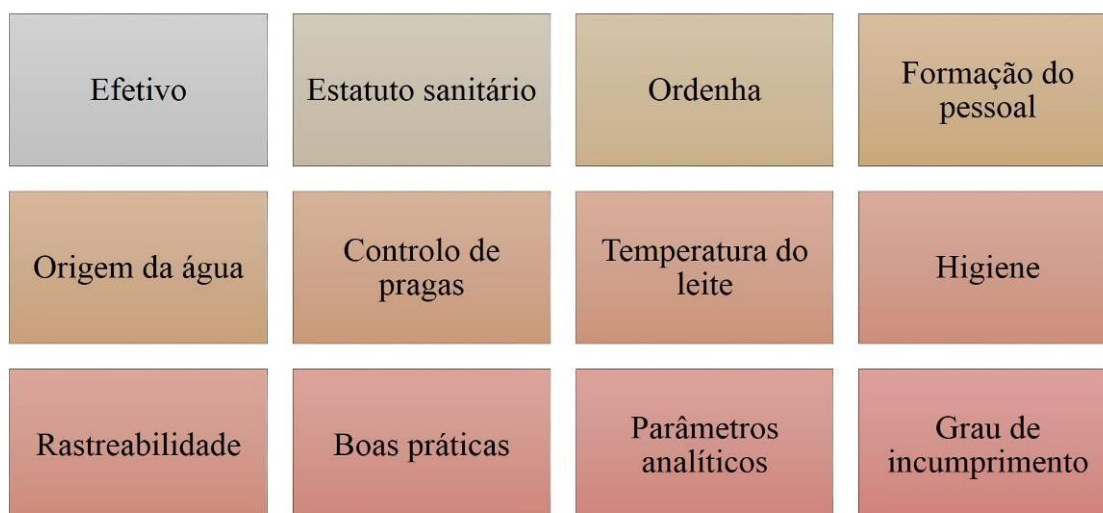 Efetivo
Estatuto sanitário
Ordenha
Formação do
pessoal
Origem da água
Controlo de
pragas
Temperatura do
leite
Higiene
Rastreabilidade
Boas práticas
Parâmetros
analíticos
Grau de
incumprimento